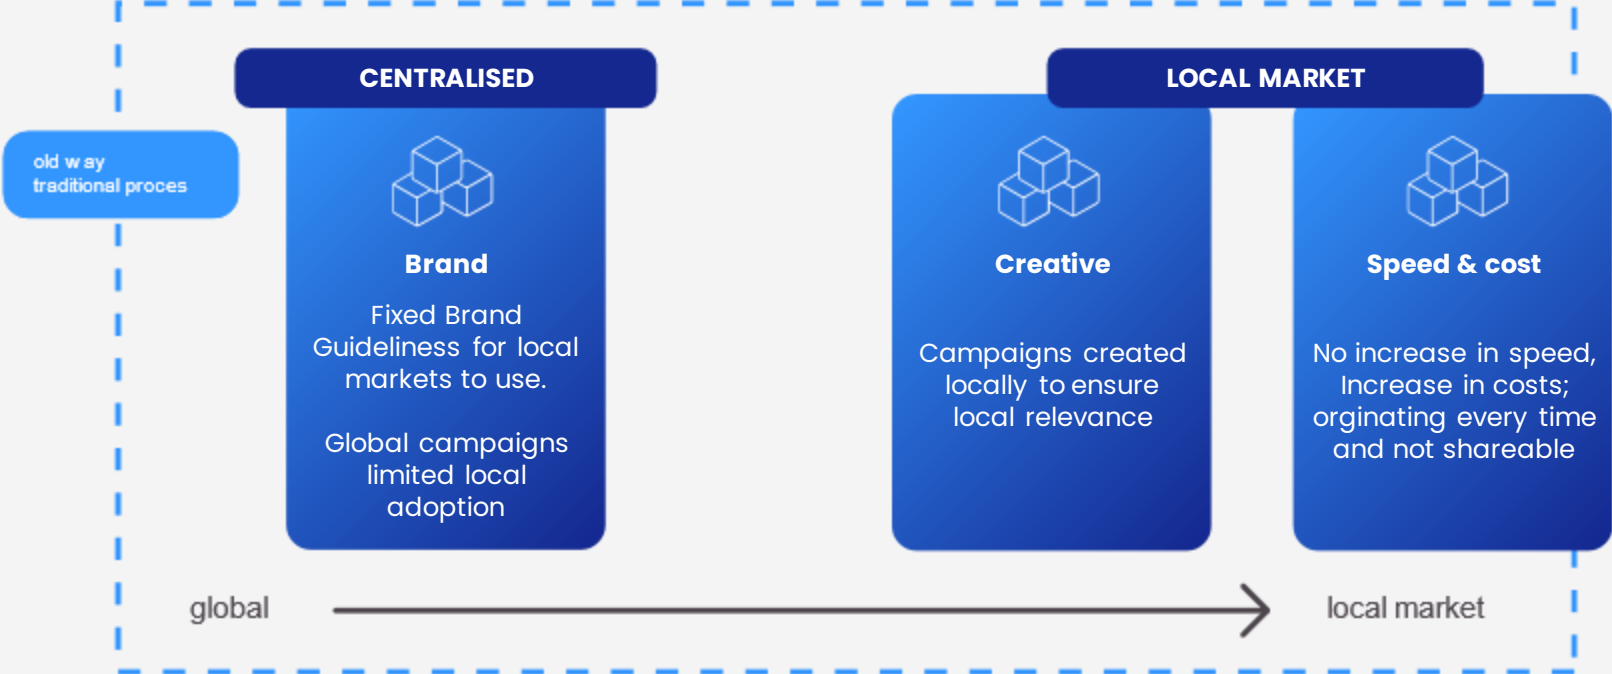 CENTRALISED
LOCAL MARKET
old way
traditional proces
Brand
Fixed Brand
Guideliness for local
markets to use.
Global campaigns
limited local
adoption
Creative
Campaigns created
locally to ensure
local relevance
Speed & cost
No increase in speed,
Increase in costs;
orginating every time
and not shareable
global
local market